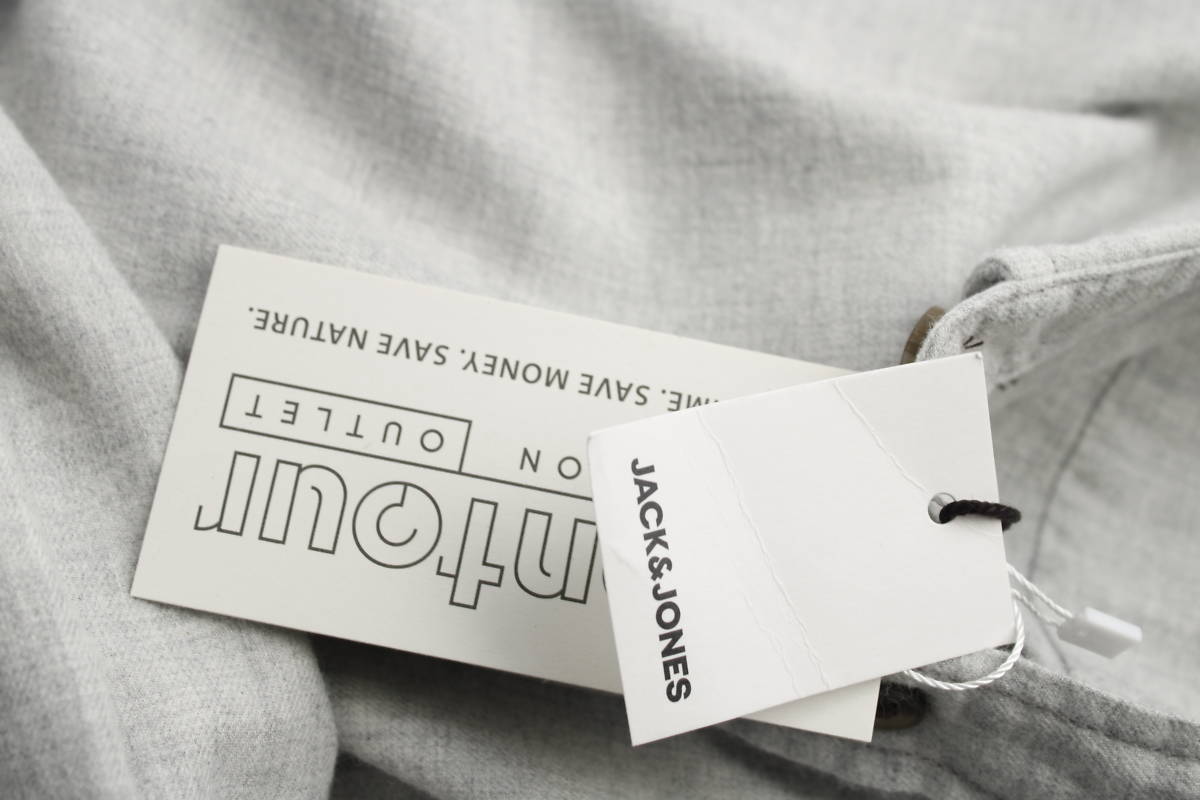 ntour
ON OUTLET
ME. SAVE MONEY. SAVE NATURE.
JACK&JONES